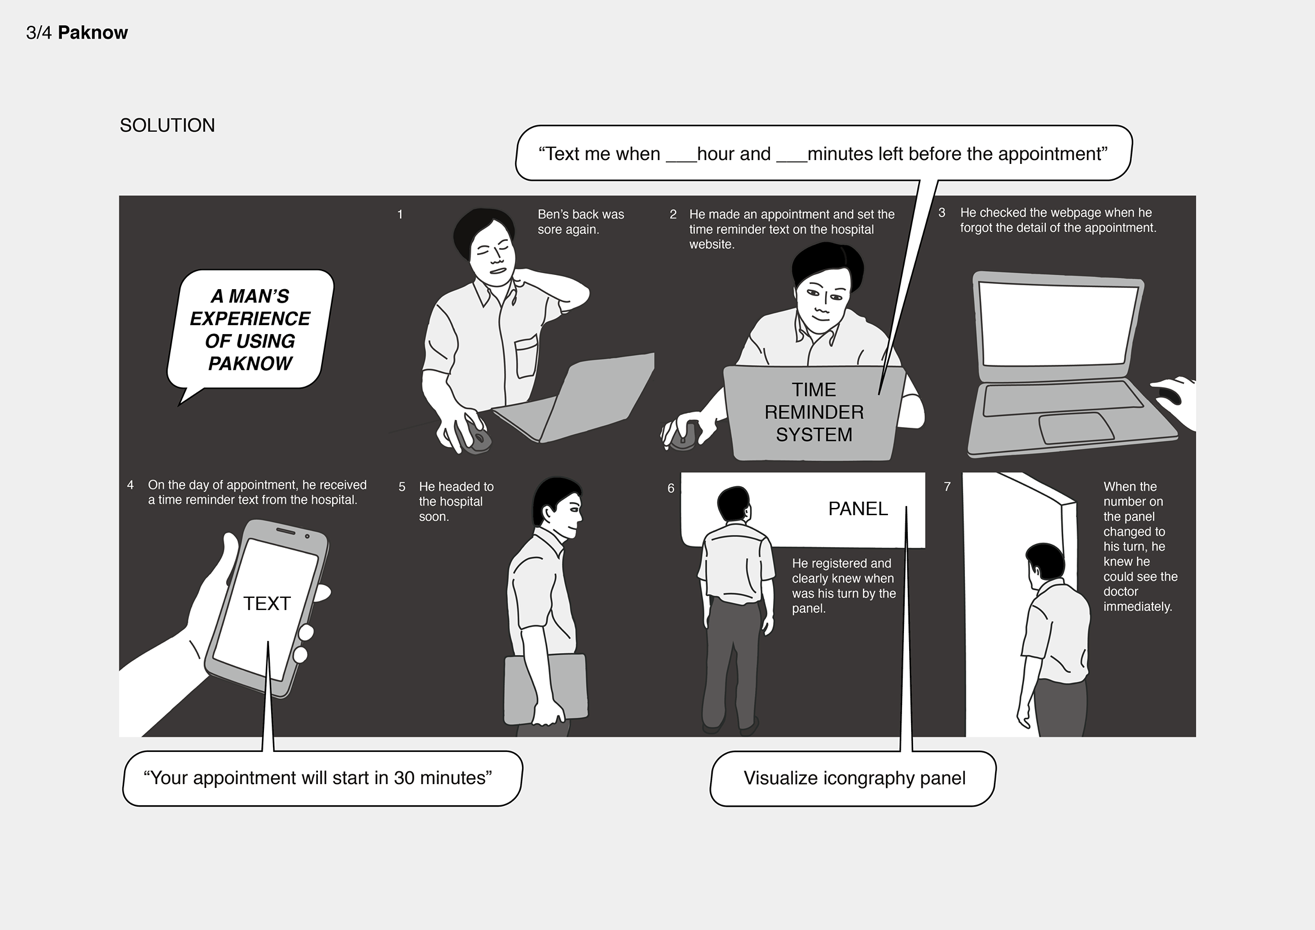 3/4 Paknow
SOLUTION
“Text me when ___hour and ___minutes left before the appointment”
A MAN’S
EXPERIENCE
OF USING
PAKNOW
1
Ben’s back was
sore again.
2
He made an appointment and set the
time reminder text on the hospital
website.
TIME
REMINDER
SYSTEM
3
He checked the webpage when he
forgot the detail of the appointment.
4
On the day of appointment, he received
a time reminder text from the hospital.
TEXT
“Your appointment will start in 30 minutes”
5
He headed to
the hospital
soon.
6
PANEL
He registered and
clearly knew when
was his turn by the
panel.
Visualize icongraphy panel
7
When the
number on
the panel
changed to
his turn, he
knew he
could see the
doctor
immediately.